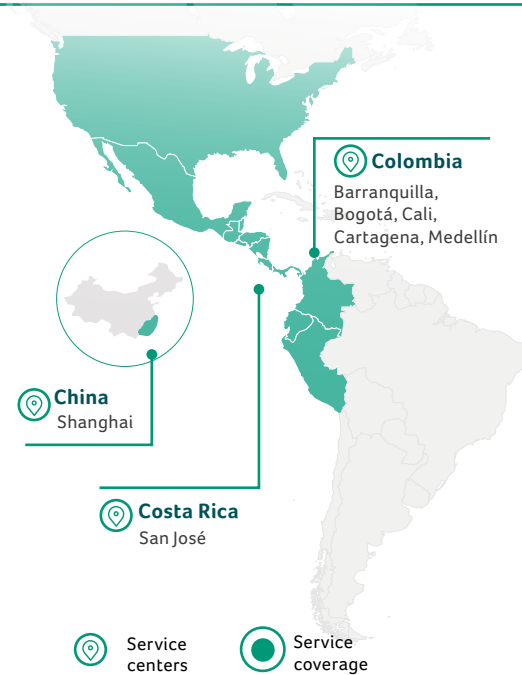 Colombia
Barranquilla,
Bogotá, Cali,
Cartagena, Medellín
China
Shanghai
Costa Rica
San José
Service
centers
Service
coverage